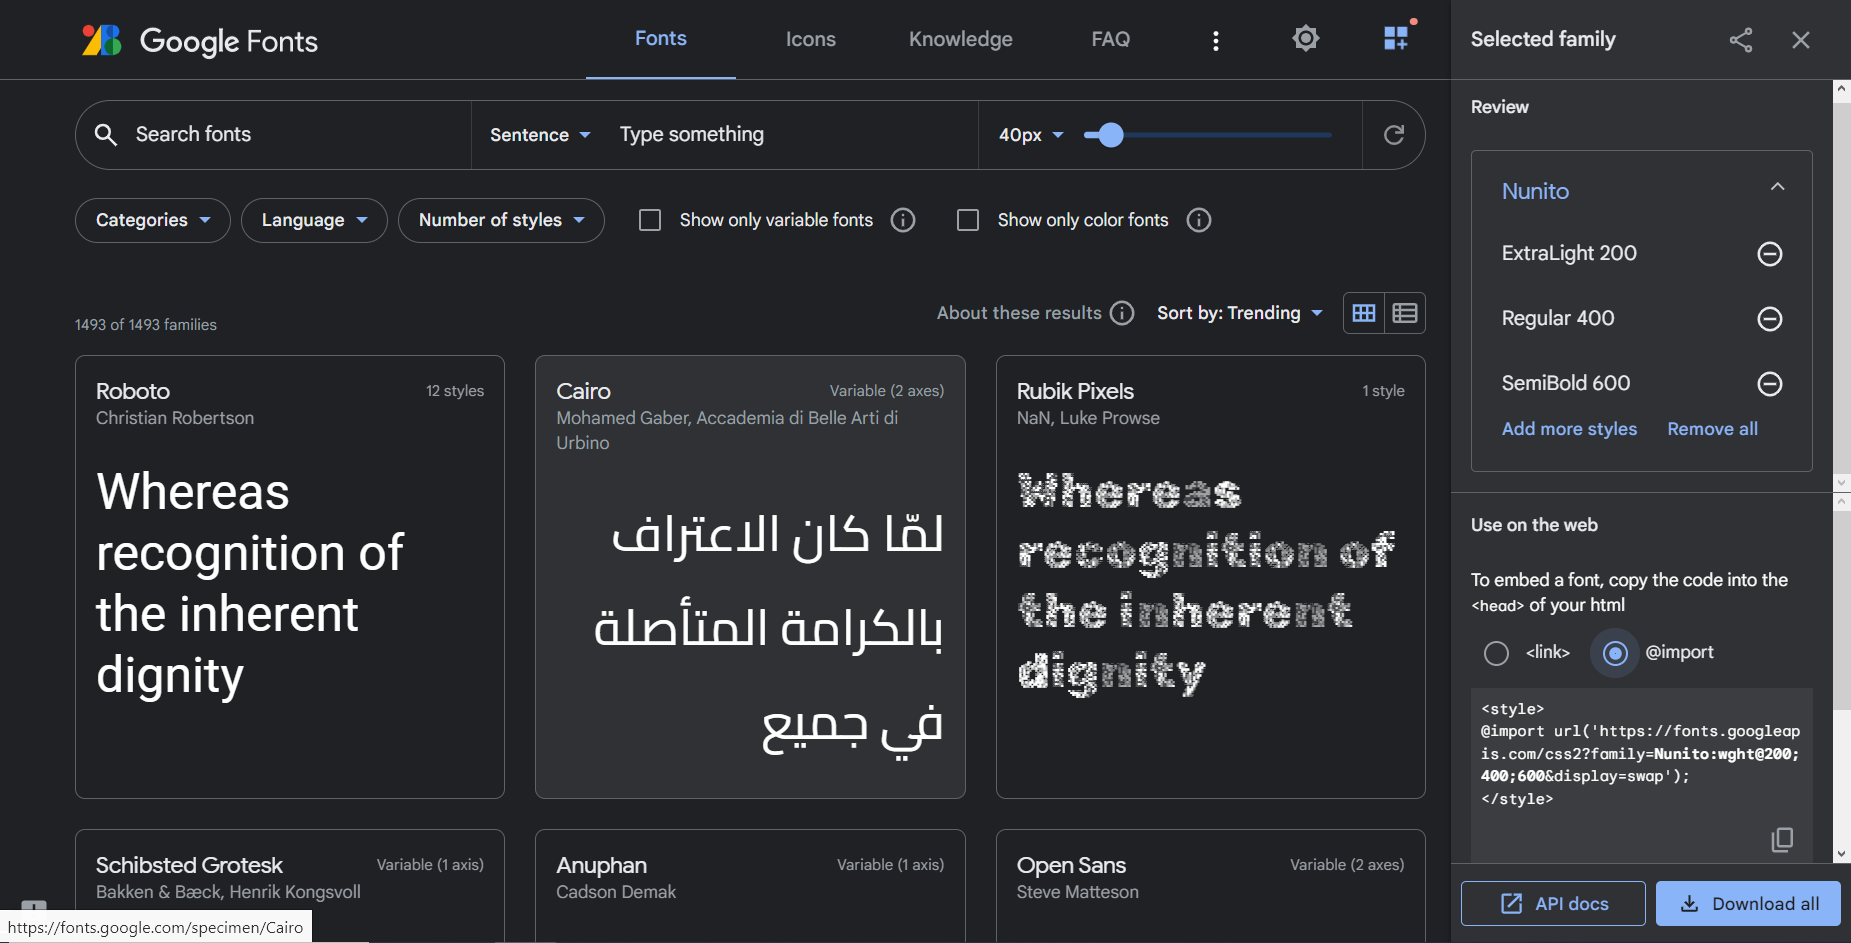 Google Fonts
Fonts
Icons
Knowledge
FAQ
Search fonts
Sentence
Type something
40px
Categories
Language
Number of styles
Show only variable fonts
Show only color fonts
1493 of 1493 families
About these results
Sort by: Trending
Roboto
12 styles
Christian Robertson
Whereas
recognition of
the inherent
dignity
Cairo
Variable (2 axes)
Mohamed Gaber, Accademia di Belle Arti di
Urbino
لمّا كان الاعتراف
بالكرامة المتأصلة
في جميع
Rubik Pixels
1 style
NaN, Luke Prowse
Whereas
recognition of
the inherent
dignity
Schibsted Grotesk
Variable (1 axis)
Bakken & Bæck, Henrik Kongsvoll
Anuphan
Variable (1 axis)
Cadson Demak
Open Sans
Variable (2 axes)
Steve Matteson
https://fonts.google.com/specimen/Cairo
Selected family
Review
Nunito
ExtraLight 200
Regular 400
SemiBold 600
Add more styles
Remove all
Use on the web
To embed a font, copy the code into the
<head> of your html
<link>
@import
<style>
@import url('https://fonts.googleap
is.com/css2?family=Nunito:wght@200;
400;600&display=swap');
</style>
API docs
Download all